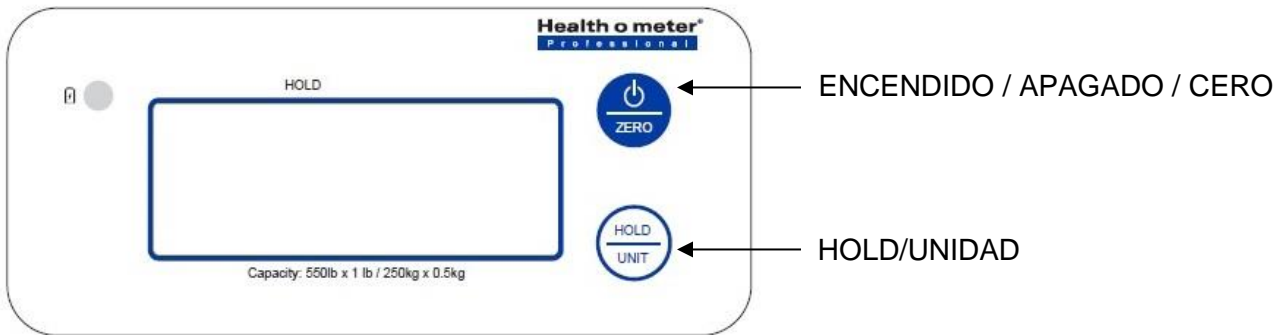 Health o meter®
Professional
HOLD
ZERO
ENCENDIDO / APAGADO / CERO
HOLD
UNIT
HOLD/UNIDAD
Capacity: 550lb x 1 lb / 250kg x 0.5kg